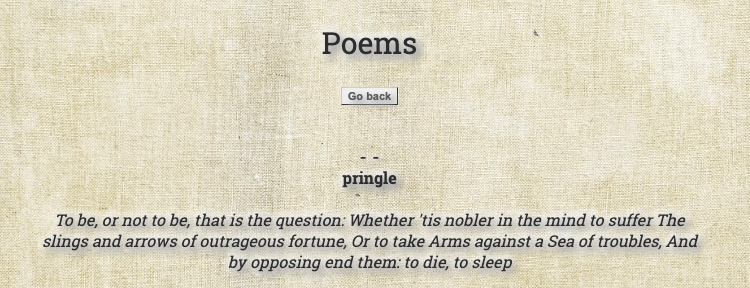 Poems
Go back
- -
pringle
To be, or not to be, that is the question: Whether 'tis nobler in the mind to suffer The
slings and arrows of outrageous fortune, Or to take Arms against a Sea of troubles, And
by opposing end them: to die, to sleep